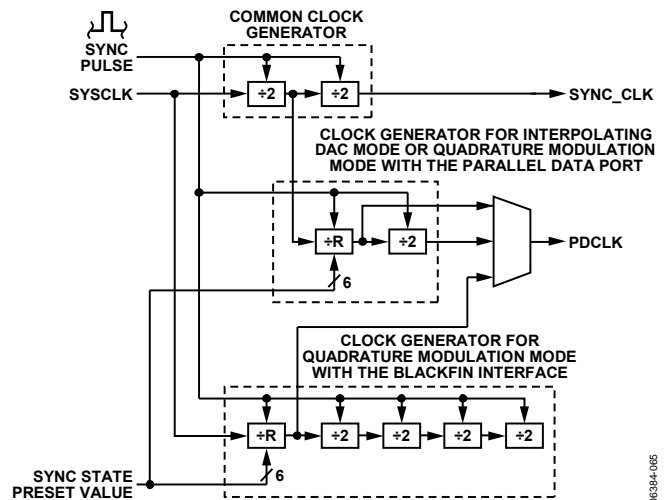 COMMON CLOCK
GENERATOR
SYNC
PULSE
SYSCLK
÷2
÷2
SYNC_CLK
CLOCK GENERATOR FOR INTERPOLATING
DAC MODE OR QUADRATURE MODULATION
MODE WITH THE PARALLEL DATA PORT
÷R
÷2
PDCLK
6
CLOCK GENERATOR FOR
QUADRATURE MODULATION MODE
WITH THE BLACKFIN INTERFACE
÷R
÷2
÷2
÷2
÷2
6
SYNC STATE
PRESET VALUE
06384-065